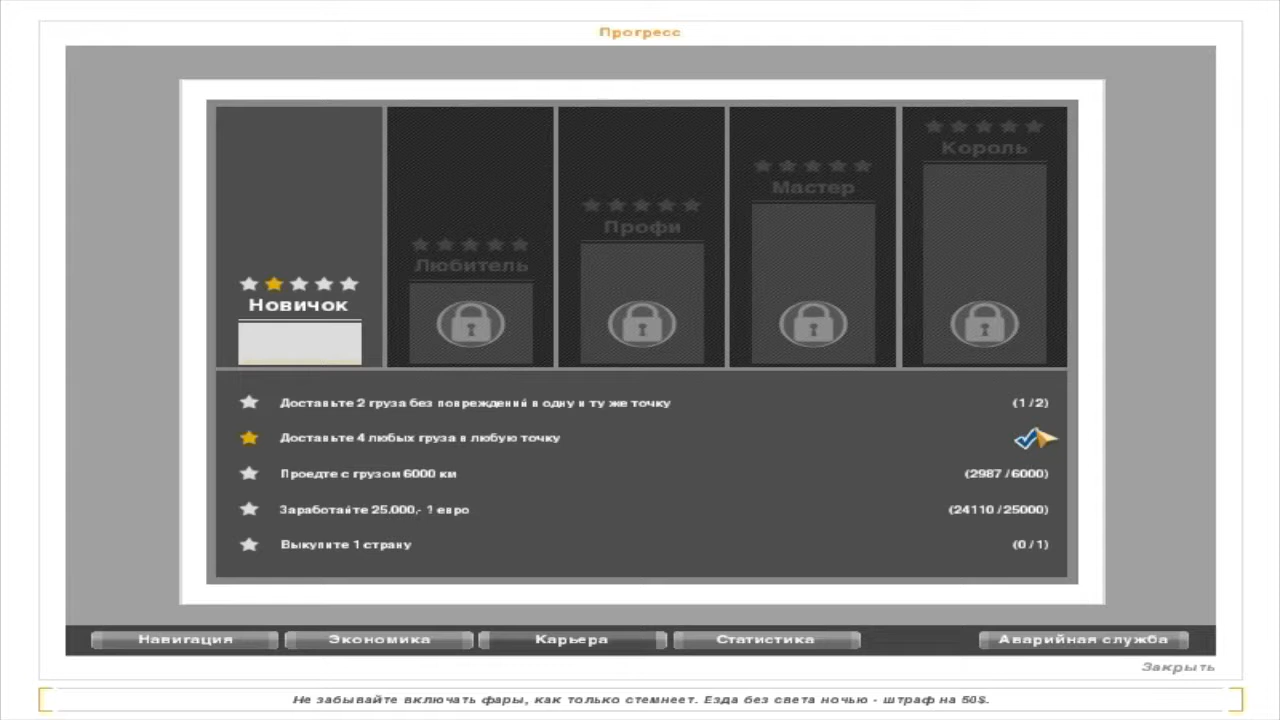 Прогресс
Король
Мастер
Профи
Любитель
Новичок
Доставьте 2 груза без повреждений в одну и ту же точку (1 / 2)
Доставьте 4 любых груза в любую точку
Проедте с грузом 6000 км (2987 / 6000)
Заработайте 25.000,- 1 евро (24110 / 25000)
Выкупите 1 страну (0 / 1)
Навигация Экономика Карьера Статистика Аварийная служба
Закрыть
Не забывайте включать фары, как только стемнеет. Езда без света ночью - штраф на 50$.